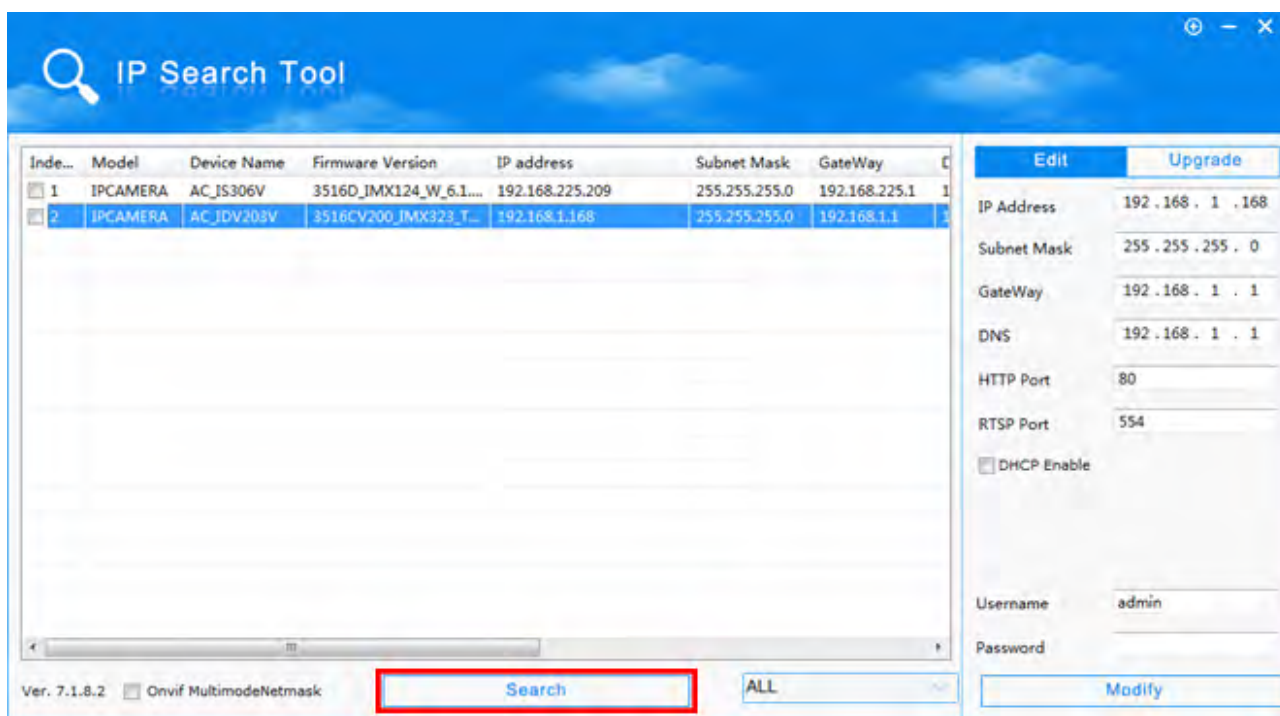 IP Search Tool
Inde... Model Device Name Firmware Version IP address Subnet Mask GateWay
1 IPCAMERA AC_IS306V 3516D_IMX124_W_6.1.... 192.168.225.209 255.255.255.0 192.168.225.1 1
2 IPCAMERA AC_IDV203V 3516CV200_IMX323_T... 192.168.1.168 255.255.255.0 192.168.1.1 1
Edit Upgrade
IP Address 192 . 168 . 1 . 168
Subnet Mask 255 . 255 . 255 . 0
GateWay 192 . 168 . 1 . 1
DNS 192 . 168 . 1 . 1
HTTP Port 80
RTSP Port 554
DHCP Enable
Username admin
Password
Ver. 7.1.8.2 Onvif MultimodeNetmask Search ALL Modify